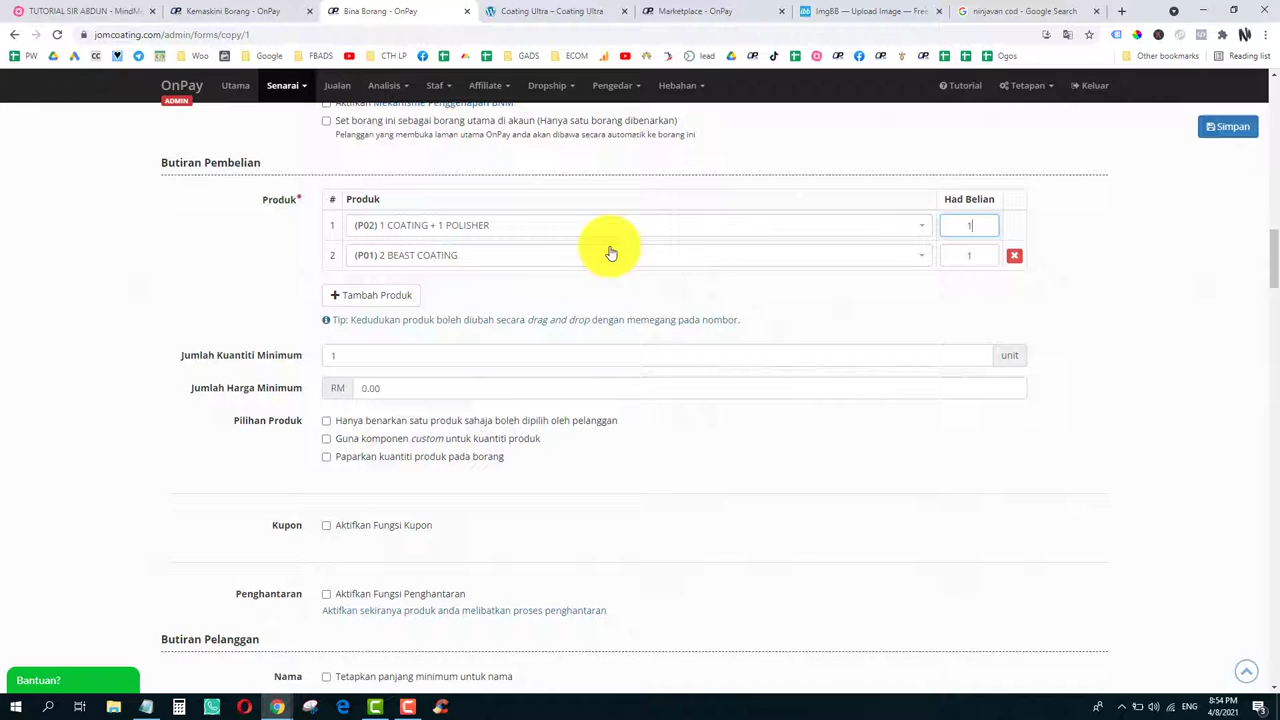 TUTORIAL SIR ABDUN - MindM
Kemaskini Borang - OnPay
Bina Borang - OnPay
Coating Ultra – Coating Ultra
Marketplace - OnPay
ImgBB — Upload Image — Free
ninjavan cod - Google Search
jomcoating.com/admin/forms/copy/1
PW
Woo
Google
FBADS
CTH LP
GADS
ECOM
lead
Ogos
Other bookmarks
Reading list
OnPay
ADMIN
Utama
Senarai
Jualan
Analisis
Staf
Affiliate
Dropship
Pengedar
Hebahan
Tutorial
Tetapan
Keluar
Aktifkan Mekanisme Penggenapan BNM
Set borang ini sebagai borang utama di akaun (Hanya satu borang dibenarkan)
Pelanggan yang membuka laman utama OnPay anda akan dibawa secara automatik ke borang ini
Simpan
Butiran Pembelian
Produk*
# Produk Had Belian
1 (P02) 1 COATING + 1 POLISHER 1
2 (P01) 2 BEAST COATING 1
Tambah Produk
Tip: Kedudukan produk boleh diubah secara drag and drop dengan memegang pada nombor.
Jumlah Kuantiti Minimum 1 unit
Jumlah Harga Minimum RM 0.00
Pilihan Produk Hanya benarkan satu produk sahaja boleh dipilih oleh pelanggan
Guna komponen custom untuk kuantiti produk
Paparkan kuantiti produk pada borang
Kupon Aktifkan Fungsi Kupon
Penghantaran Aktifkan Fungsi Penghantaran
Aktifkan sekiranya produk anda melibatkan proses penghantaran
Butiran Pelanggan
Nama Tetapkan panjang minimum untuk nama
Bantuan?
8:54 PM
4/8/2021